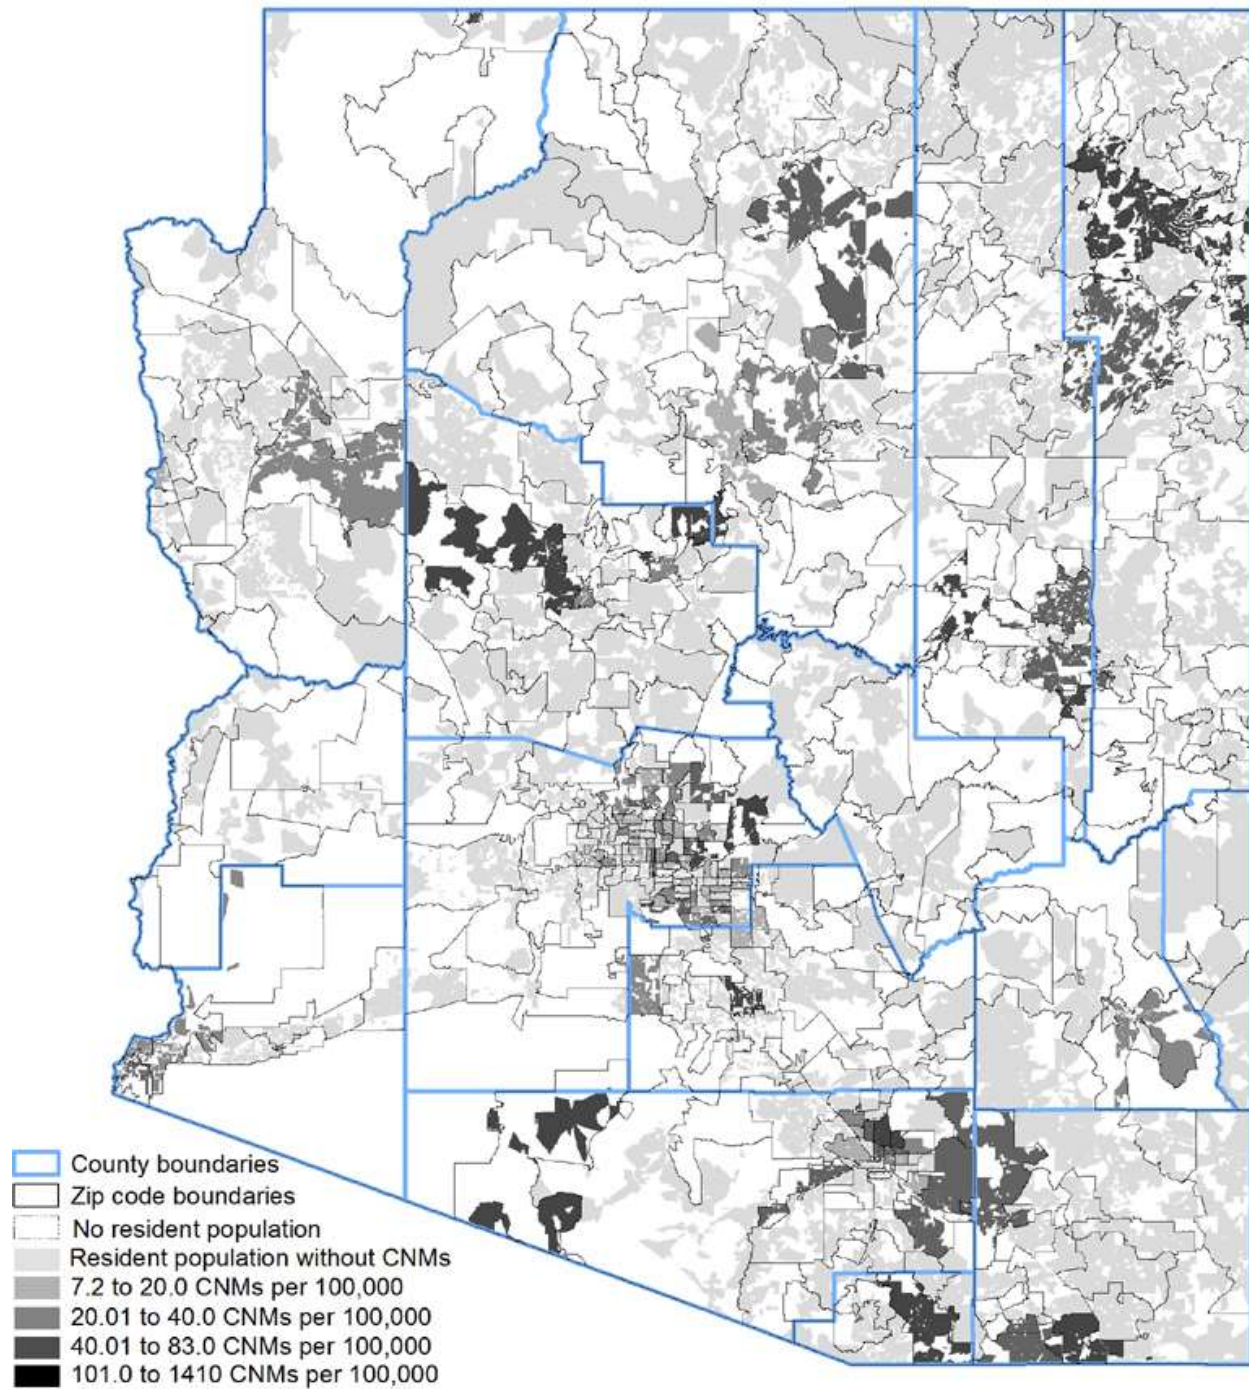 County boundaries
Zip code boundaries
No resident population
Resident population without CNMs
7.2 to 20.0 CNMs per 100,000
20.01 to 40.0 CNMs per 100,000
40.01 to 83.0 CNMs per 100,000
101.0 to 1410 CNMs per 100,000